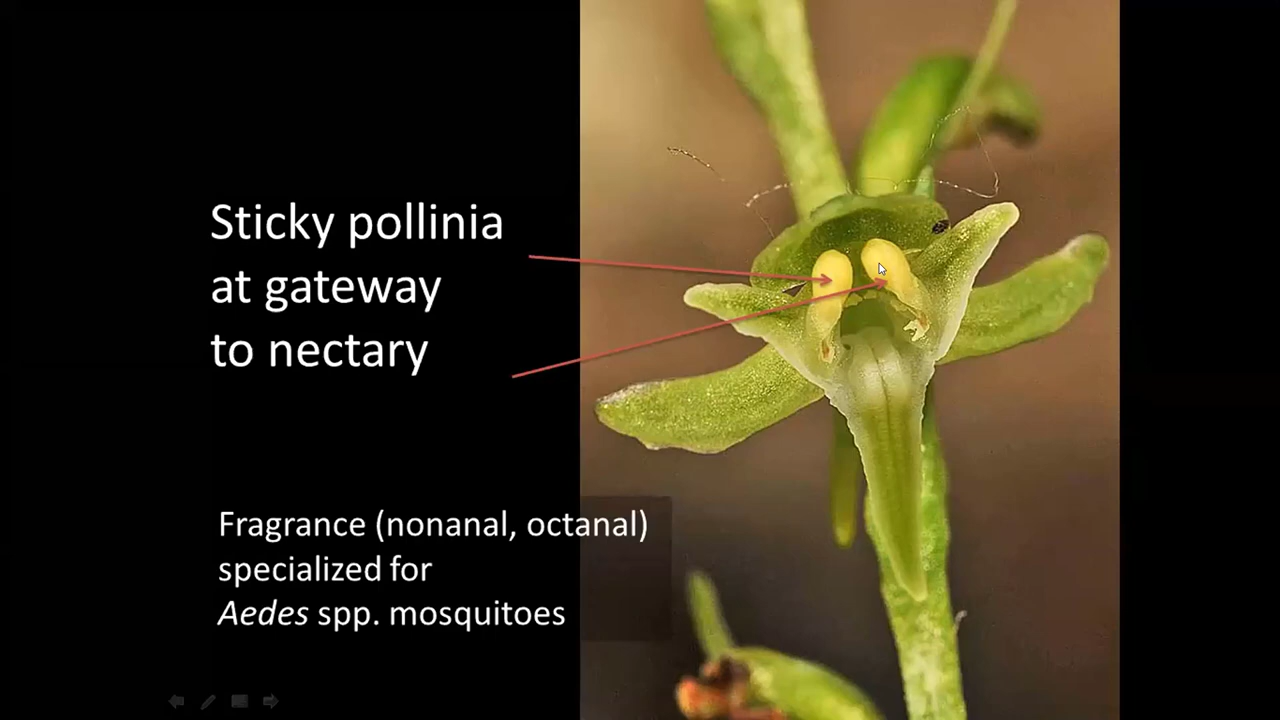 Sticky pollinia
at gateway
to nectary
Fragrance (nonanal, octanal)
specialized for
Aedes spp. mosquitoes